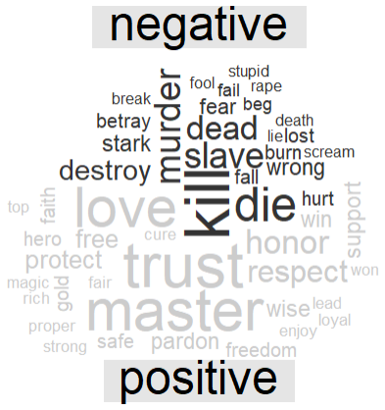 negative
stupid
fool rape
fail
break murder fear beg
betray dead death
lie lost
stark slave burn scream
destroy kill fall wrong
love die hurt
top faith win support
hero free cure honor
protect trust respect won
magic gold fair
rich master wise lead
proper loyal
enjoy
strong safe pardon freedom
positive